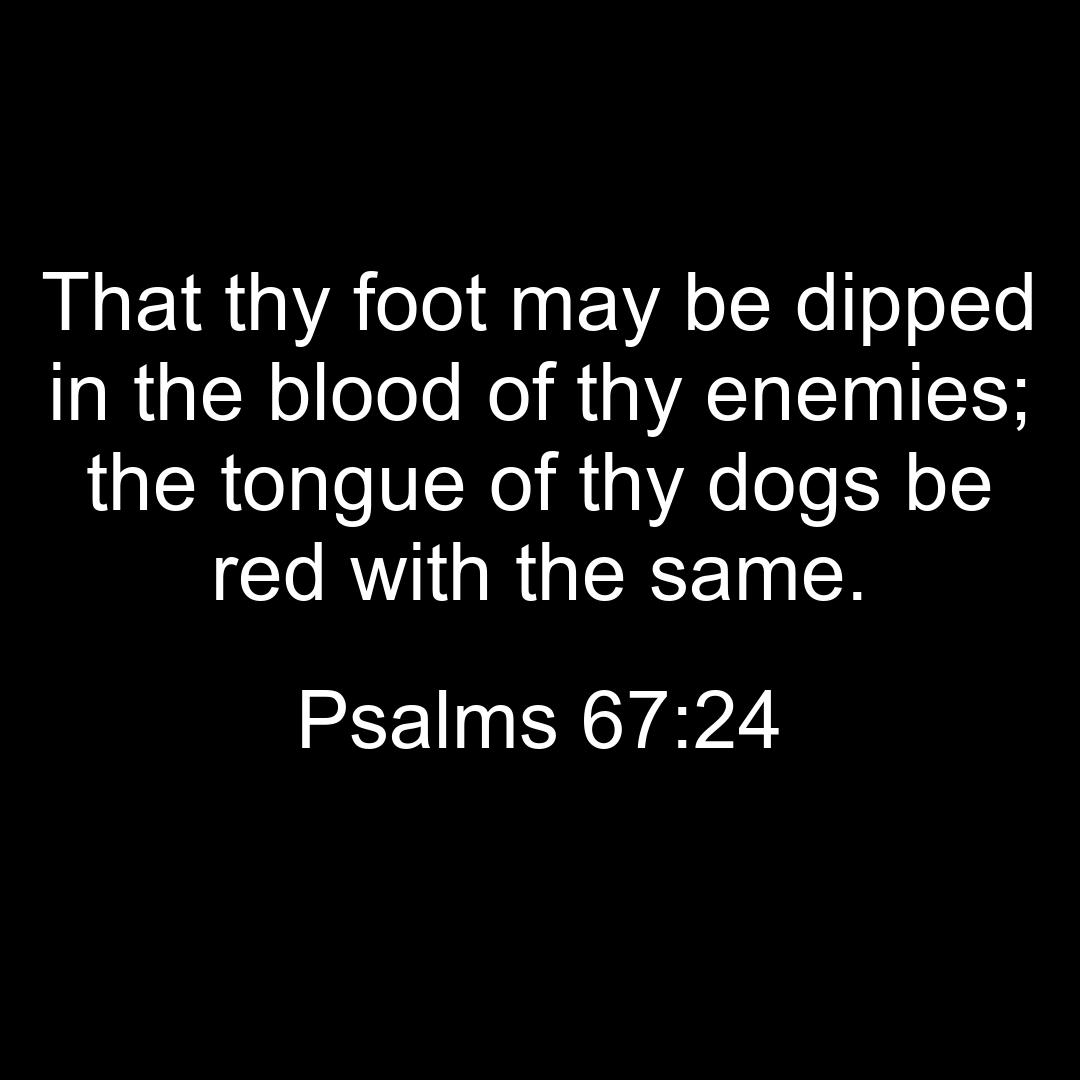 That thy foot may be dipped
in the blood of thy enemies;
the tongue of thy dogs be
red with the same.
Psalms 67:24